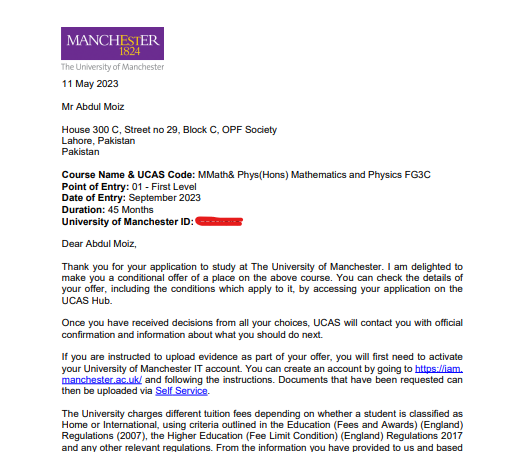 MANCHESTER
1824
The University of Manchester
11 May 2023
Mr Abdul Moiz
House 300 C, Street no 29, Block C, OPF Society
Lahore, Pakistan
Pakistan
Course Name & UCAS Code: MMath& Phys(Hons) Mathematics and Physics FG3C
Point of Entry: 01 - First Level
Date of Entry: September 2023
Duration: 45 Months
University of Manchester ID:
Dear Abdul Moiz,
Thank you for your application to study at The University of Manchester. I am delighted to
make you a conditional offer of a place on the above course. You can check the details of
your offer, including the conditions which apply to it, by accessing your application on the
UCAS Hub.
Once you have received decisions from all your choices, UCAS will contact you with official
confirmation and information about what you should do next.
If you are instructed to upload evidence as part of your offer, you will first need to activate
your University of Manchester IT account. You can create an account by going to https://iam.
manchester.ac.uk/ and following the instructions. Documents that have been requested can
then be uploaded via Self Service.
The University charges different tuition fees depending on whether a student is classified as
Home or International, using criteria outlined in the Education (Fees and Awards) (England)
Regulations (2007), the Higher Education (Fee Limit Condition) (England) Regulations 2017
and any other relevant regulations. From the information you have provided to us and based